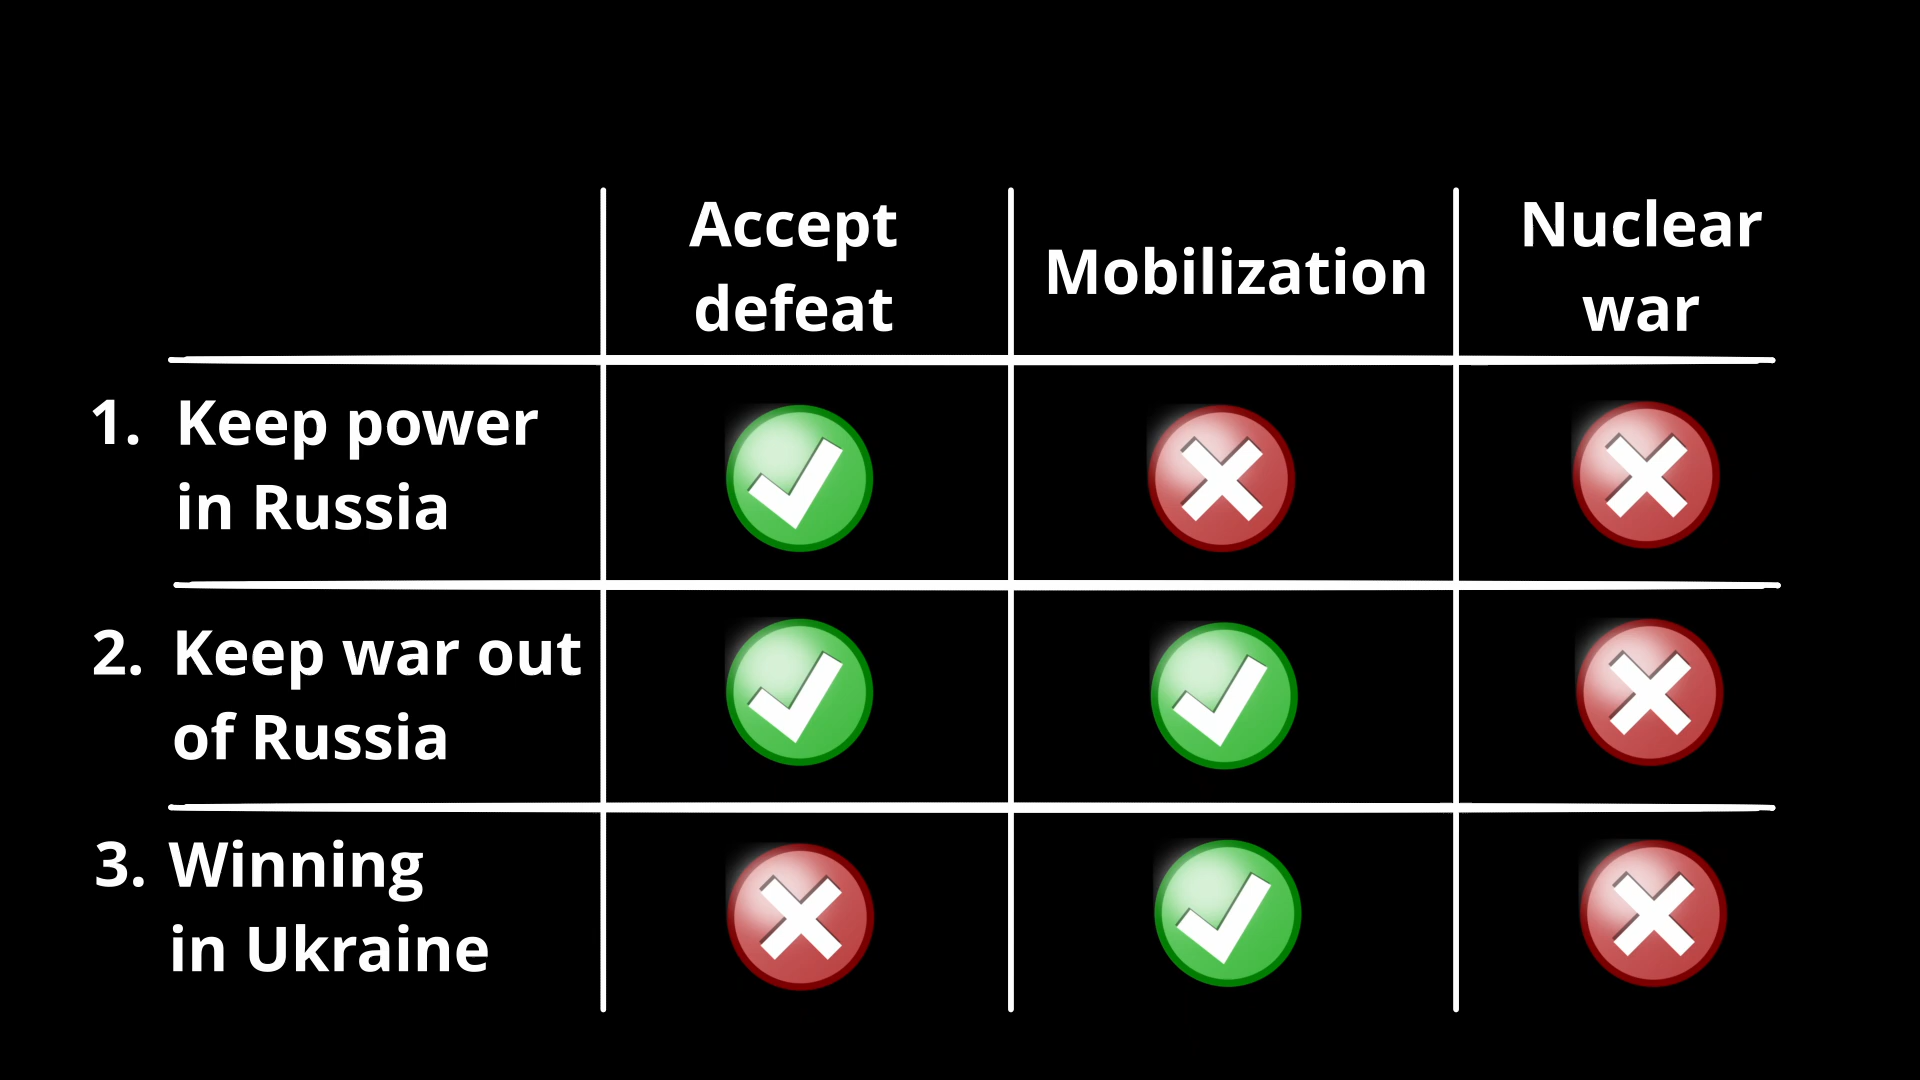 Accept
defeat
Mobilization
Nuclear
war
1. Keep power
in Russia
2. Keep war out
of Russia
3. Winning
in Ukraine